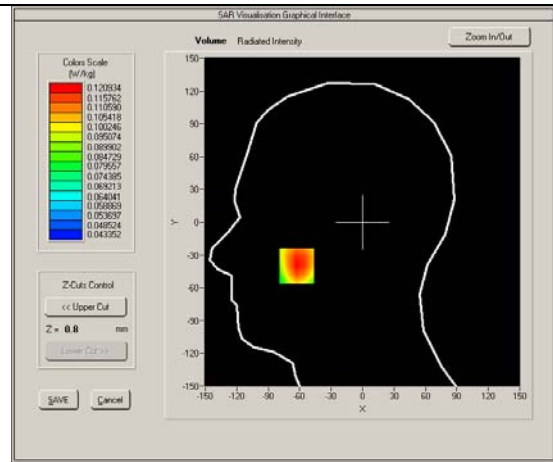 SAR Visualisation Graphical Interface
Volume Radiated Intensity
Zoom In/Out
Colors Scale
(W/kg)
0.120934
0.115762
0.110590
0.105418
0.100246
0.095074
0.089902
0.084729
0.079557
0.074385
0.069213
0.064041
0.058869
0.053697
0.048524
0.043352
Z-Cuts Control
<< Upper Cut
Z = 0.8 mm
Lower Cut >>
SAVE Cancel
150
120
90
60
30
0
-30
-60
-90
-120
-150
Y
-150 -120 -90 -60 -30 0 30 60 90 120 150
X